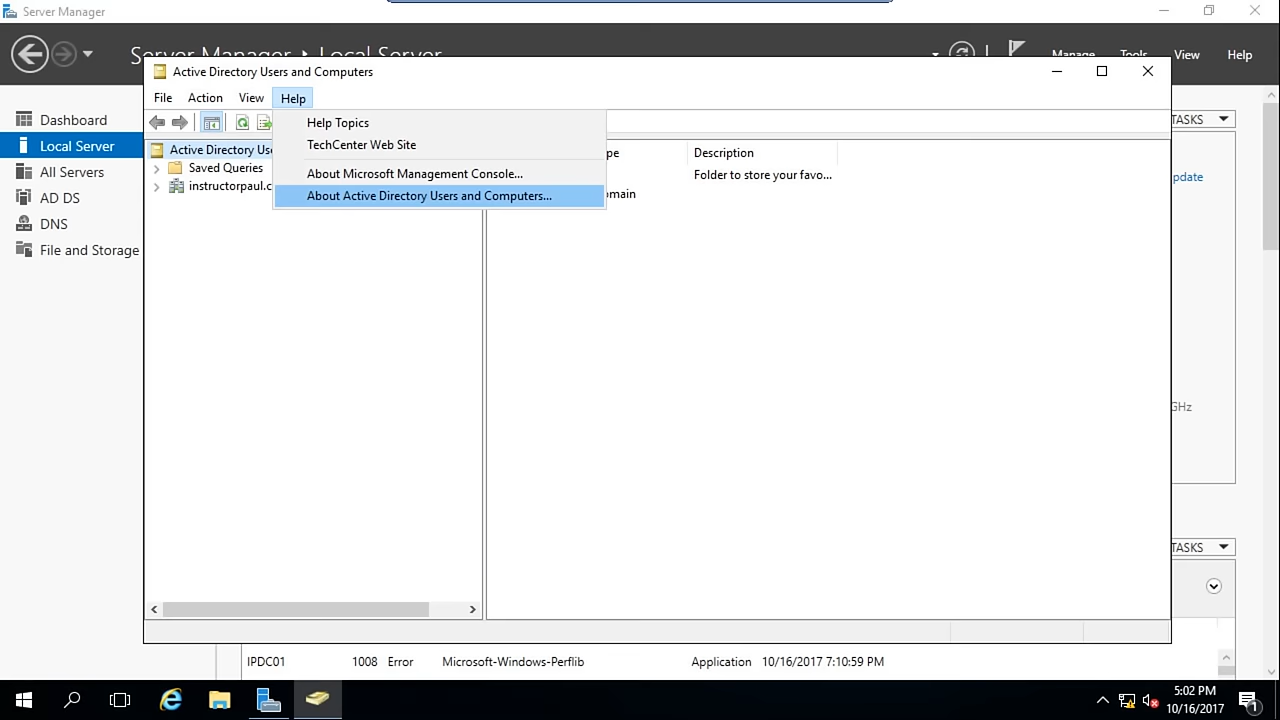 Server Manager
Server Manager • Local Server
Manage Tools View Help
Active Directory Users and Computers
File Action View Help
Help Topics
TechCenter Web Site
About Microsoft Management Console...
About Active Directory Users and Computers...
Dashboard
Local Server
All Servers
AD DS
DNS
File and Storage
Active Directory Use
Saved Queries
instructorpaul.c
pe Description
Folder to store your favo...
main
TASKS
pdate
GHz
TASKS
IPDC01 1008 Error Microsoft-Windows-Perflib Application 10/16/2017 7:10:59 PM
5:02 PM
10/16/2017
1